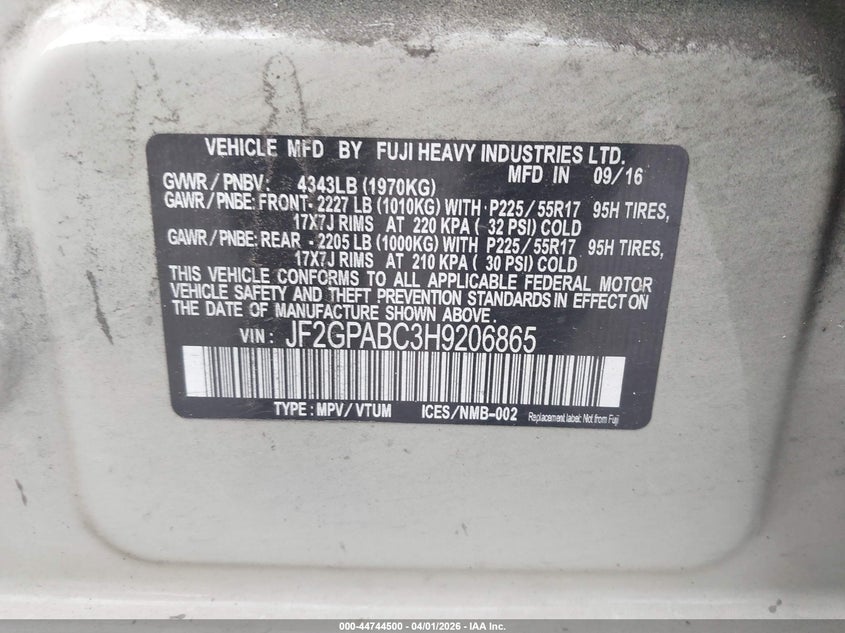 VEHICLE MFD BY FUJI HEAVY INDUSTRIES LTD.
MFD IN 09/16
GVWR / PNBV: 4343LB (1970KG)
GAWR / PNBE: FRONT- 2227 LB (1010KG) WITH P225 / 55R17 95H TIRES,
17X7J RIMS AT 220 KPA ( 32 PSI) COLD
GAWR / PNBE: REAR - 2205 LB (1000KG) WITH P225 / 55R17 95H TIRES,
17X7J RIMS AT 210 KPA ( 30 PSI) COLD
THIS VEHICLE CONFORMS TO ALL APPLICABLE FEDERAL MOTOR
VEHICLE SAFETY AND THEFT PREVENTION STANDARDS IN EFFECT ON
THE DATE OF MANUFACTURE SHOWN ABOVE.
VIN : JF2GPABC3H9206865
TYPE : MPV / VTUM ICES/NMB-002 Replacement label: Not from Fuji
000-44744500 - 04/01/2026 - IAA Inc.